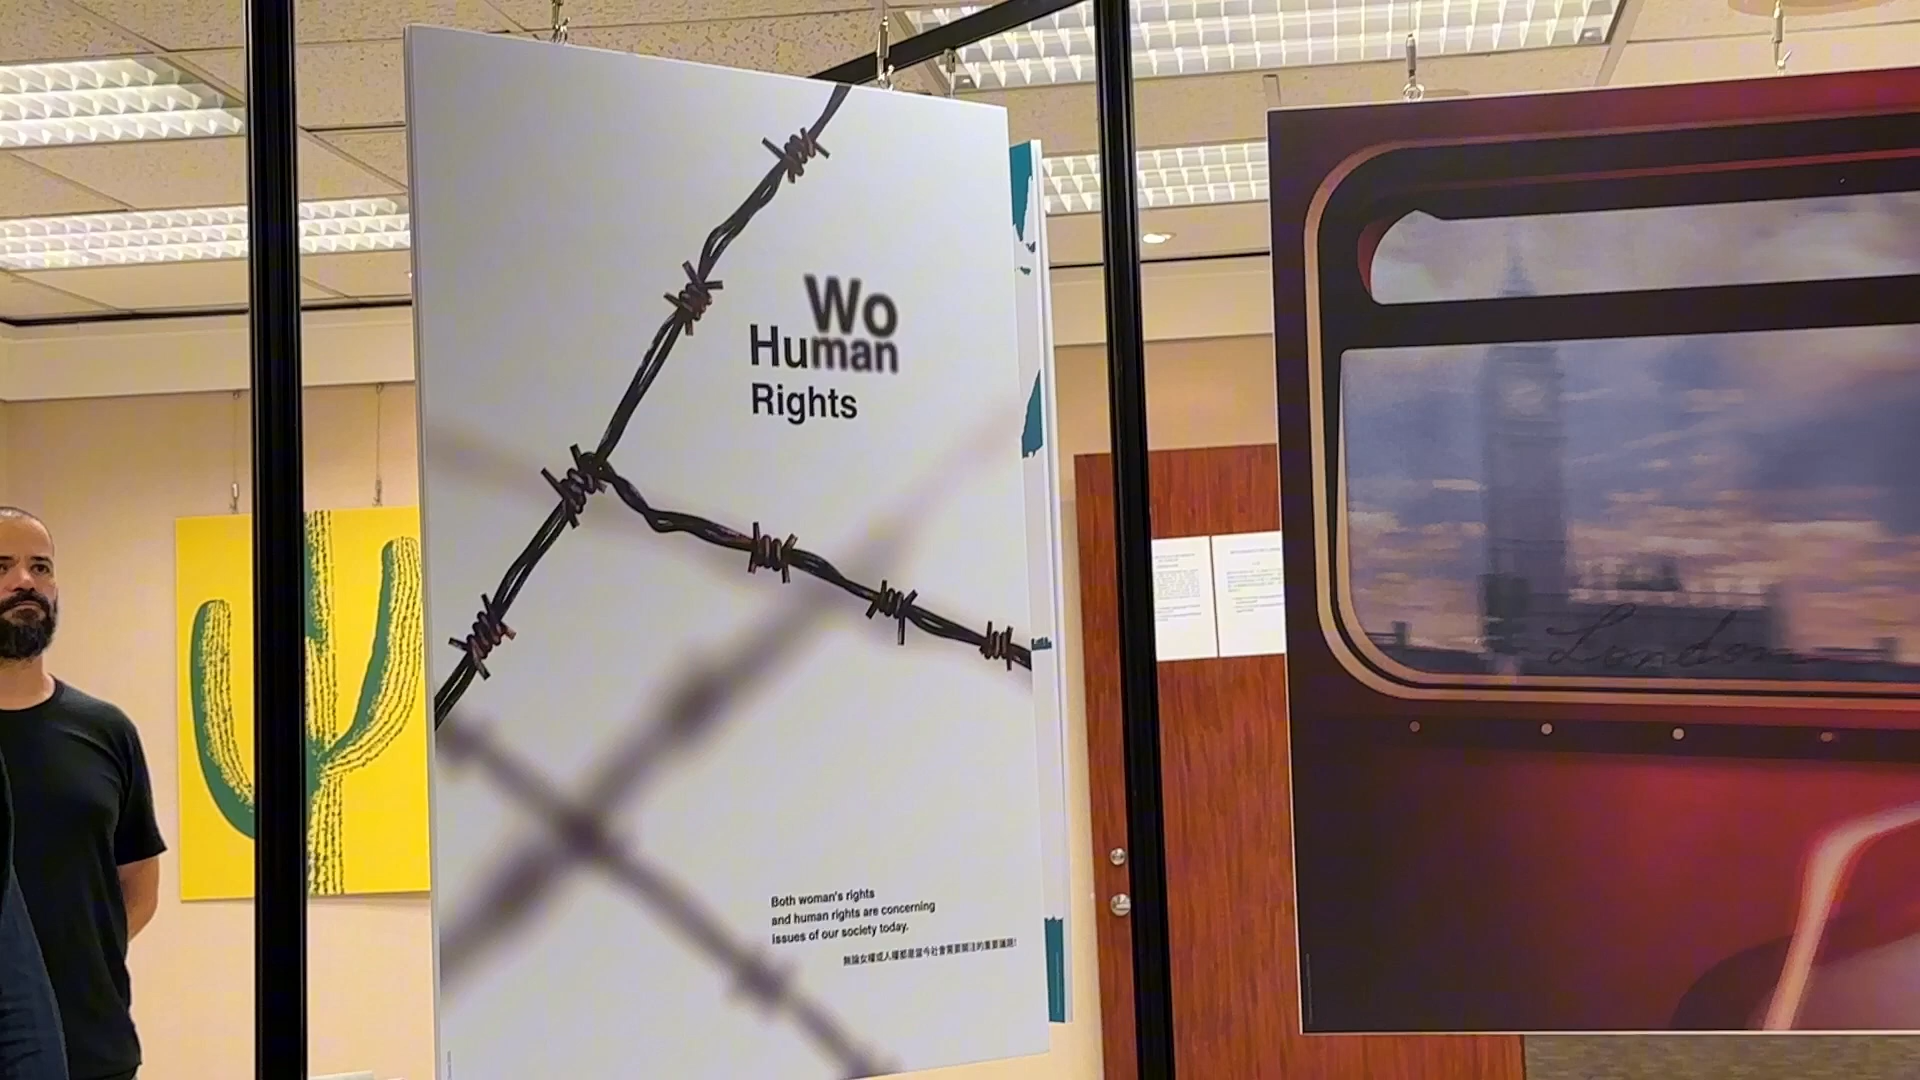 Wo
Human
Rights
Both woman's rights
and human rights are concerning
issues of our society today.
無論女權或人權都是當今社會需要關注的重要議題!
London